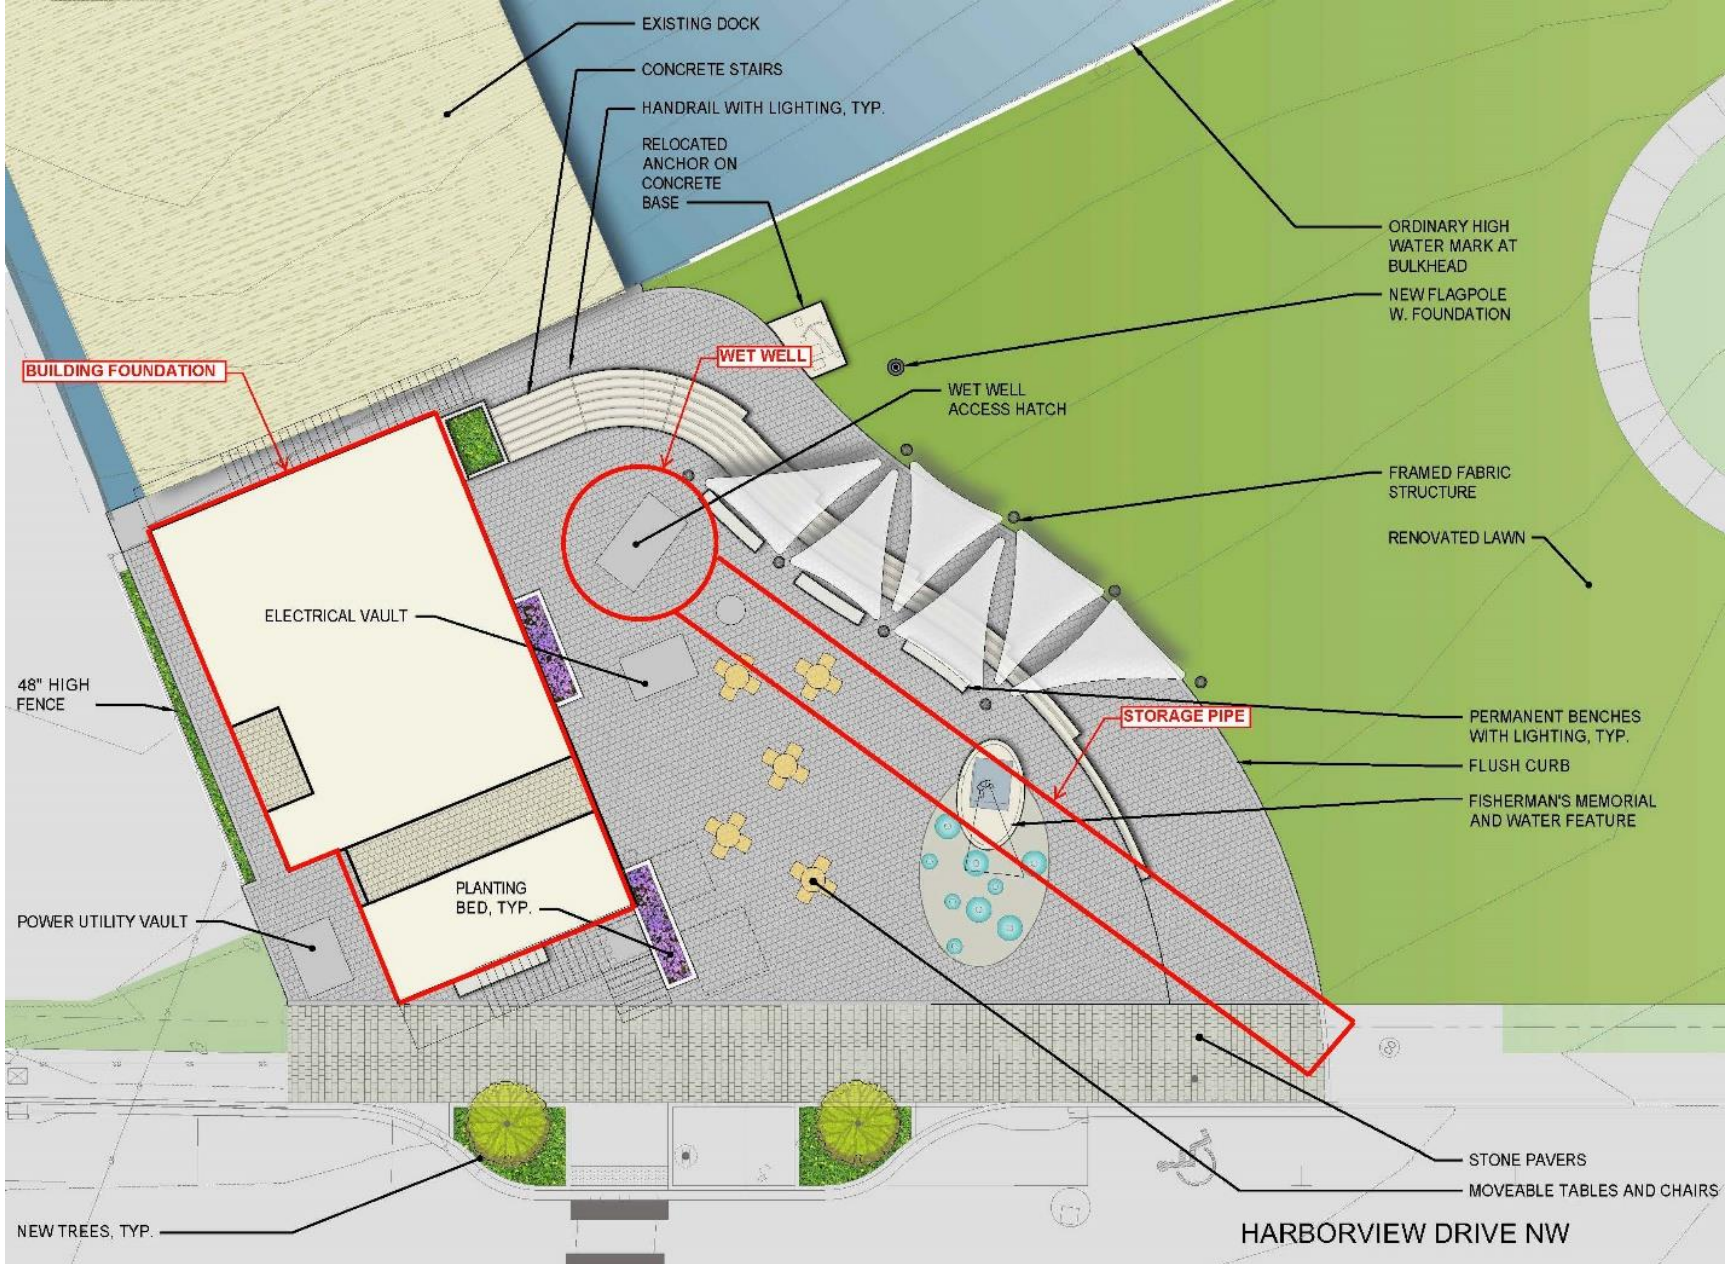 EXISTING DOCK
CONCRETE STAIRS
HANDRAIL WITH LIGHTING, TYP.
RELOCATED
ANCHOR ON
CONCRETE
BASE
ORDINARY HIGH
WATER MARK AT
BULKHEAD
NEW FLAGPOLE
W. FOUNDATION
BUILDING FOUNDATION
WET WELL
WET WELL
ACCESS HATCH
FRAMED FABRIC
STRUCTURE
RENOVATED LAWN
ELECTRICAL VAULT
48" HIGH
FENCE
STORAGE PIPE
PERMANENT BENCHES
WITH LIGHTING, TYP.
FLUSH CURB
FISHERMAN'S MEMORIAL
AND WATER FEATURE
PLANTING
BED, TYP.
POWER UTILITY VAULT
STONE PAVERS
MOVEABLE TABLES AND CHAIRS
NEW TREES, TYP.
HARBORVIEW DRIVE NW